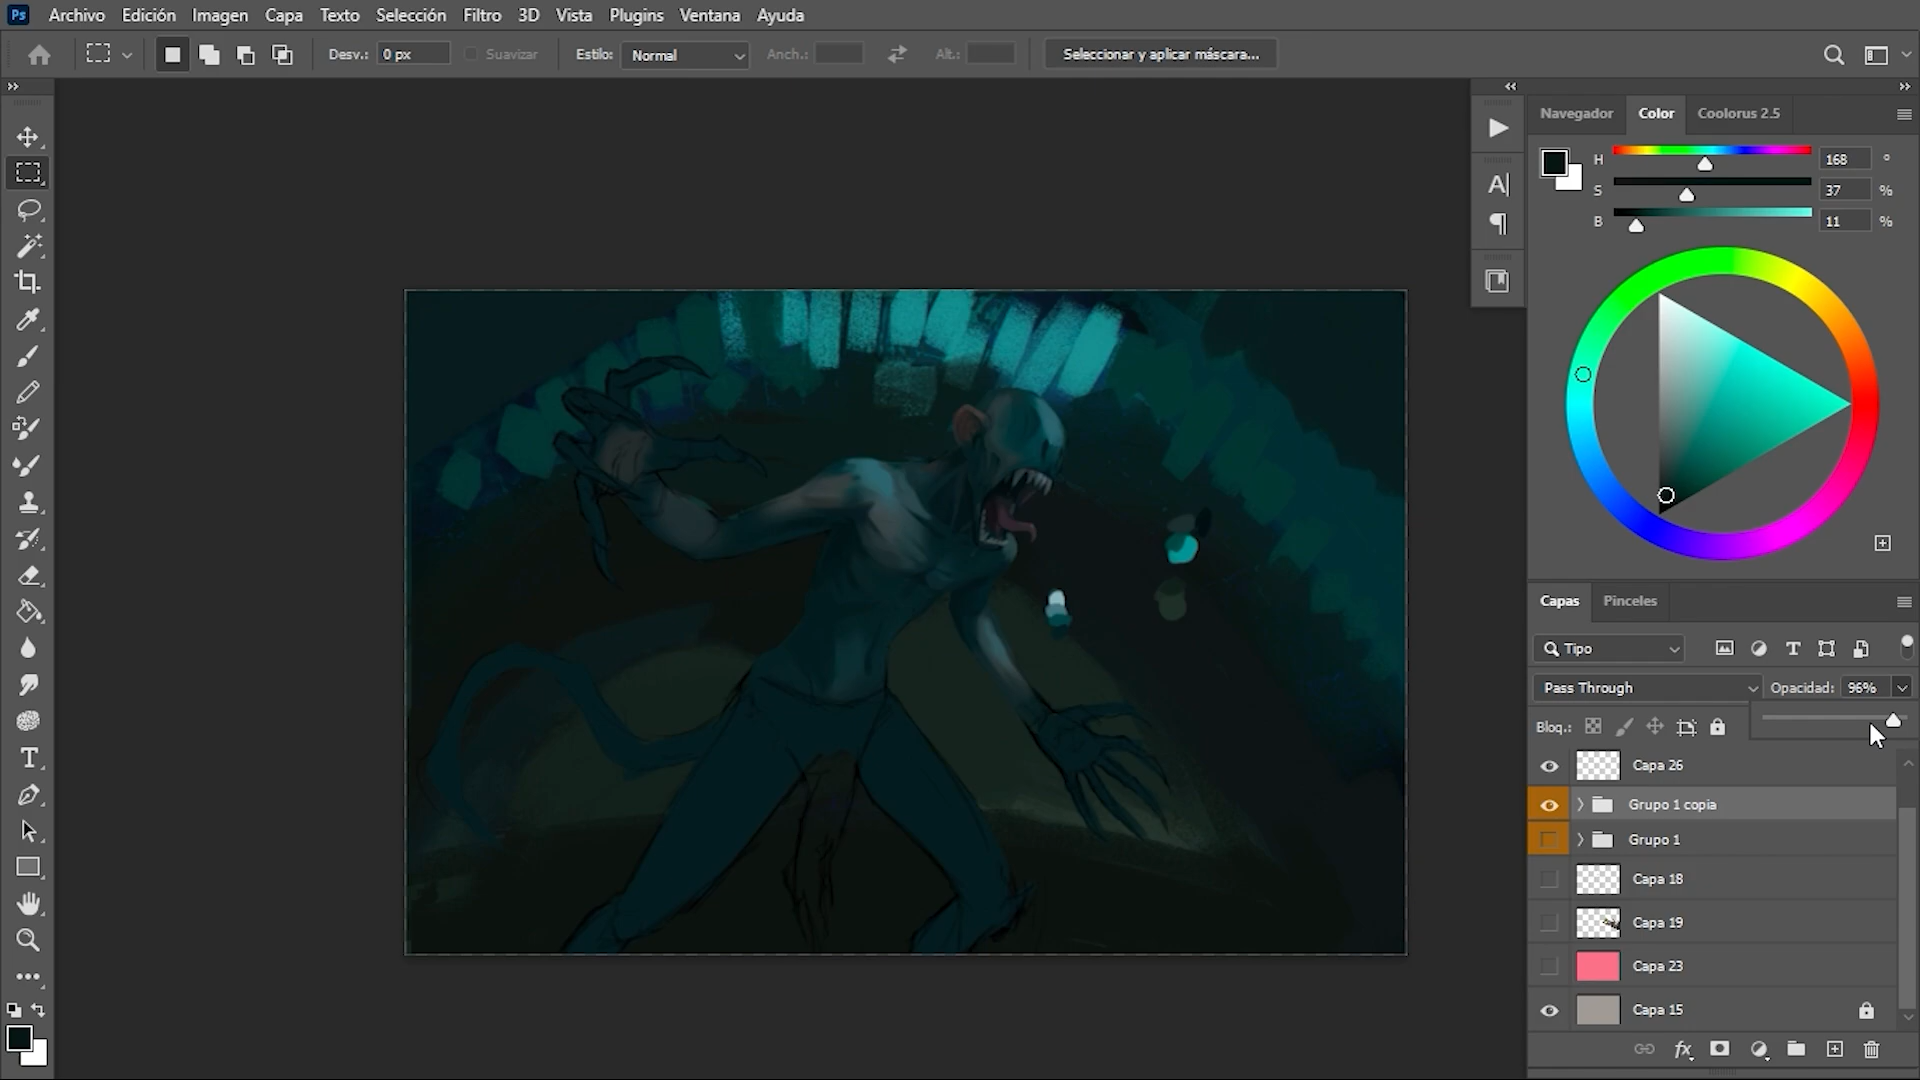 Ps Archivo Edición Imagen Capa Texto Selección Filtro 3D Vista Plugins Ventana Ayuda
Desv.: 0 px Suavizar Estilo: Normal Anch.: Alt.: Seleccionar y aplicar máscara...
Navegador Color Coolorus 2.5
H 168 °
S 37 %
B 11 %
Capas Pinceles
Tipo
Pass Through Opacidad: 96%
Bloq.:
Capa 26
Grupo 1 copia
Grupo 1
Capa 18
Capa 19
Capa 23
Capa 15
fx